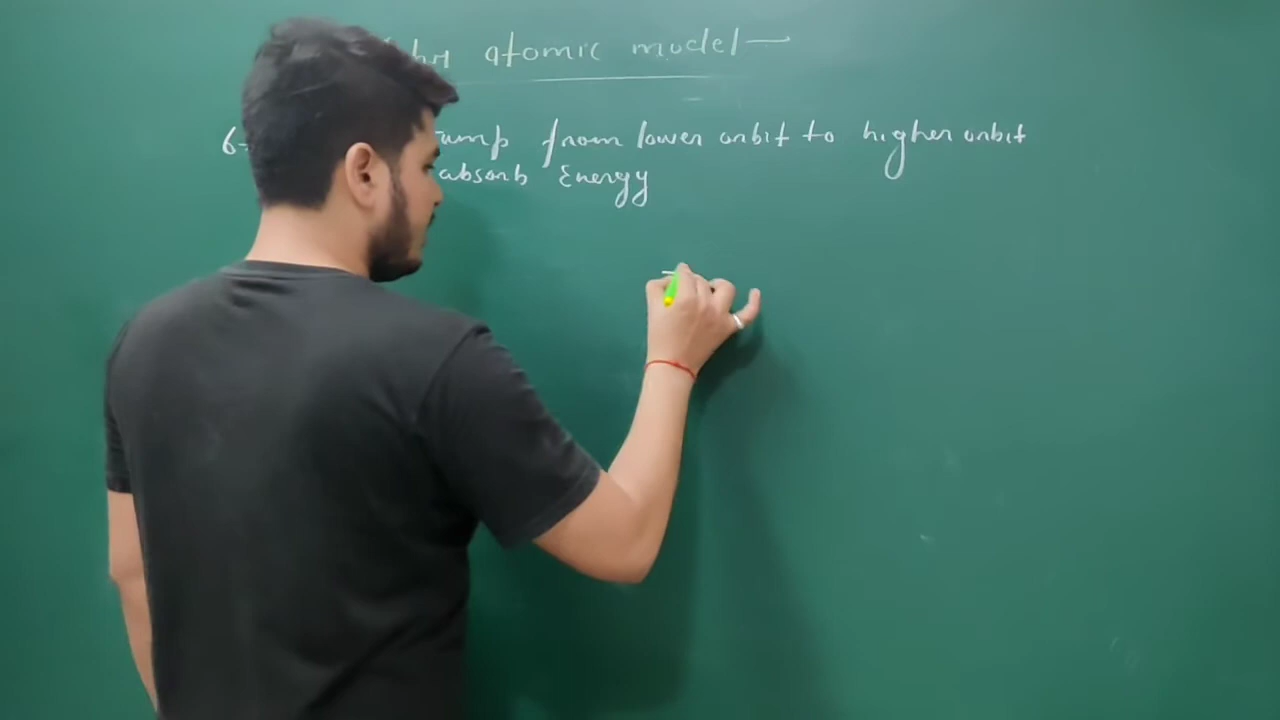 atomic model
6- jump from lower orbit to higher orbit
absorb Energy